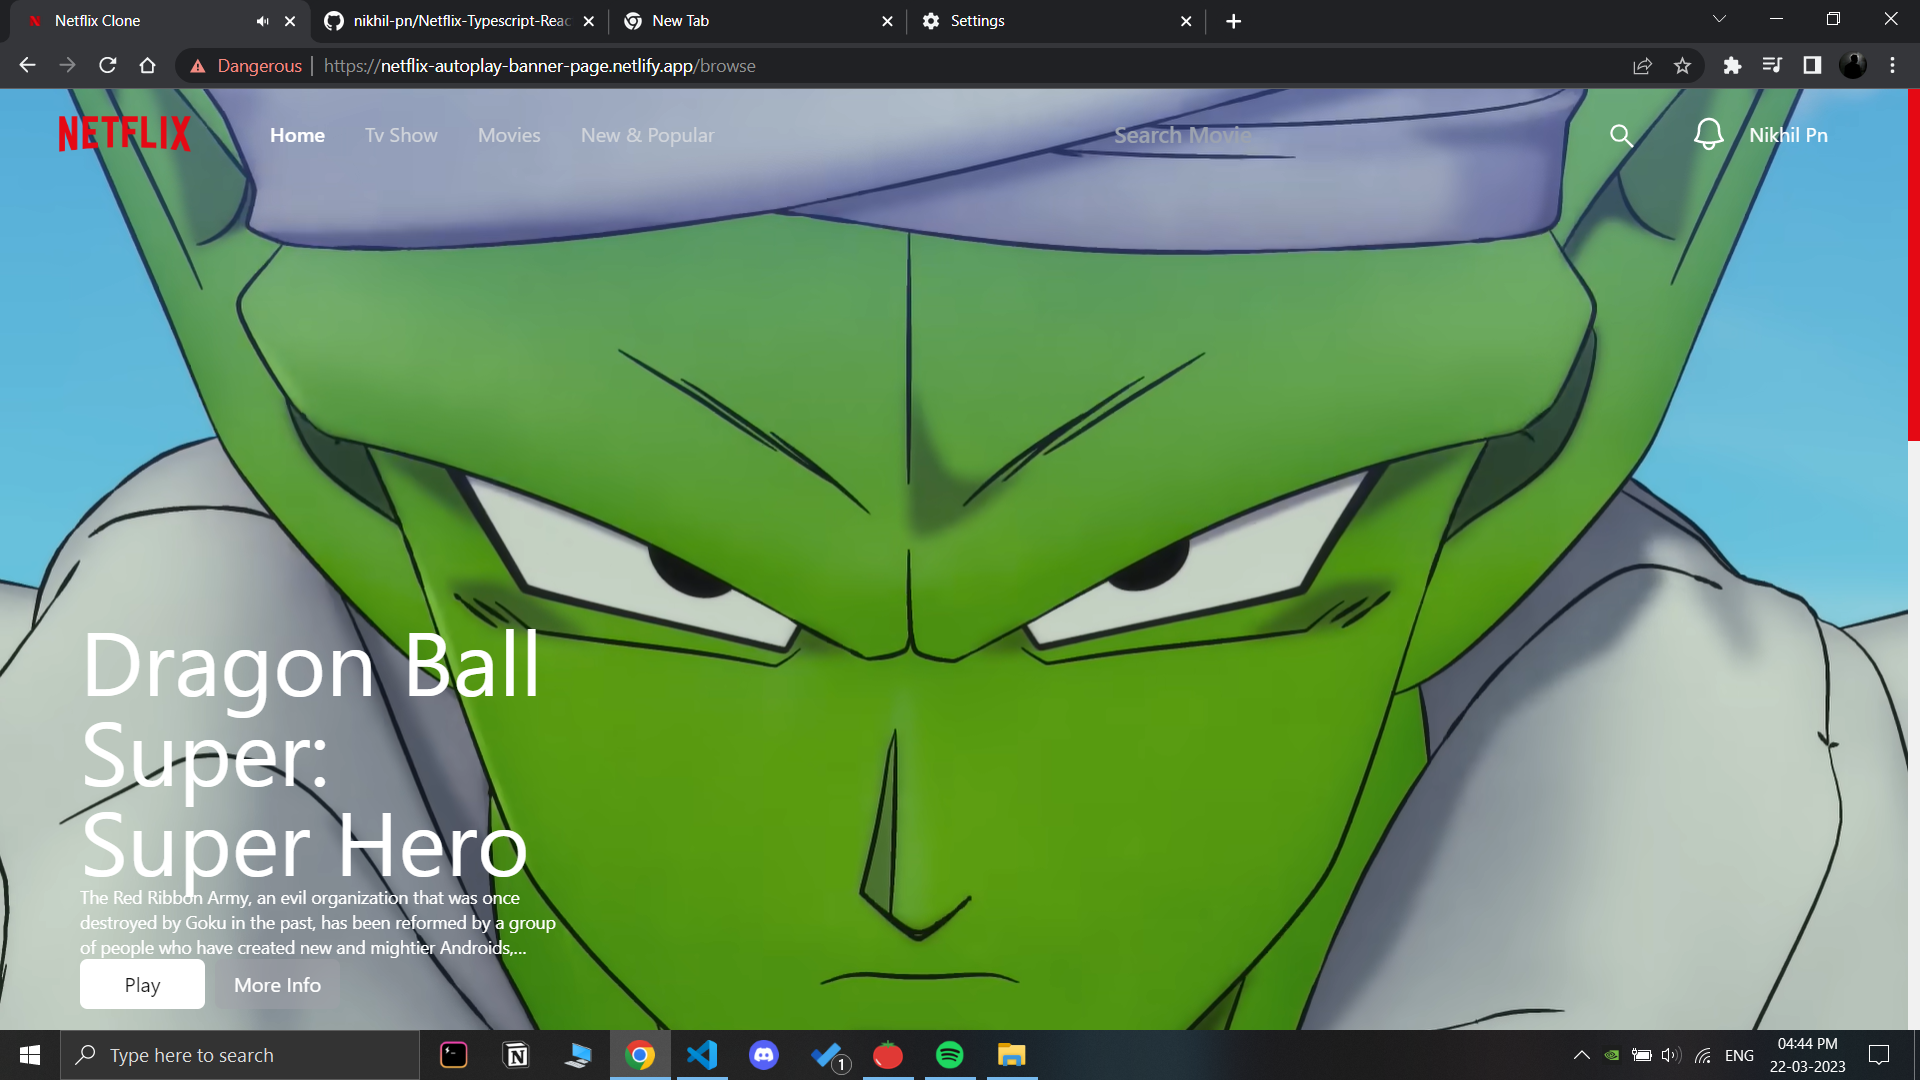 Netflix Clone
nikhil-pn/Netflix-Typescript-Reac
New Tab
Settings
Dangerous
https://netflix-autoplay-banner-page.netlify.app/browse
NETFLIX
Home
Tv Show
Movies
New & Popular
Search Movie...
Nikhil Pn
Dragon Ball
Super:
Super Hero
The Red Ribbon Army, an evil organization that was once
destroyed by Goku in the past, has been reformed by a group
of people who have created new and mightier Androids,...
Play
More Info
Type here to search
1
ENG
04:44 PM
22-03-2023